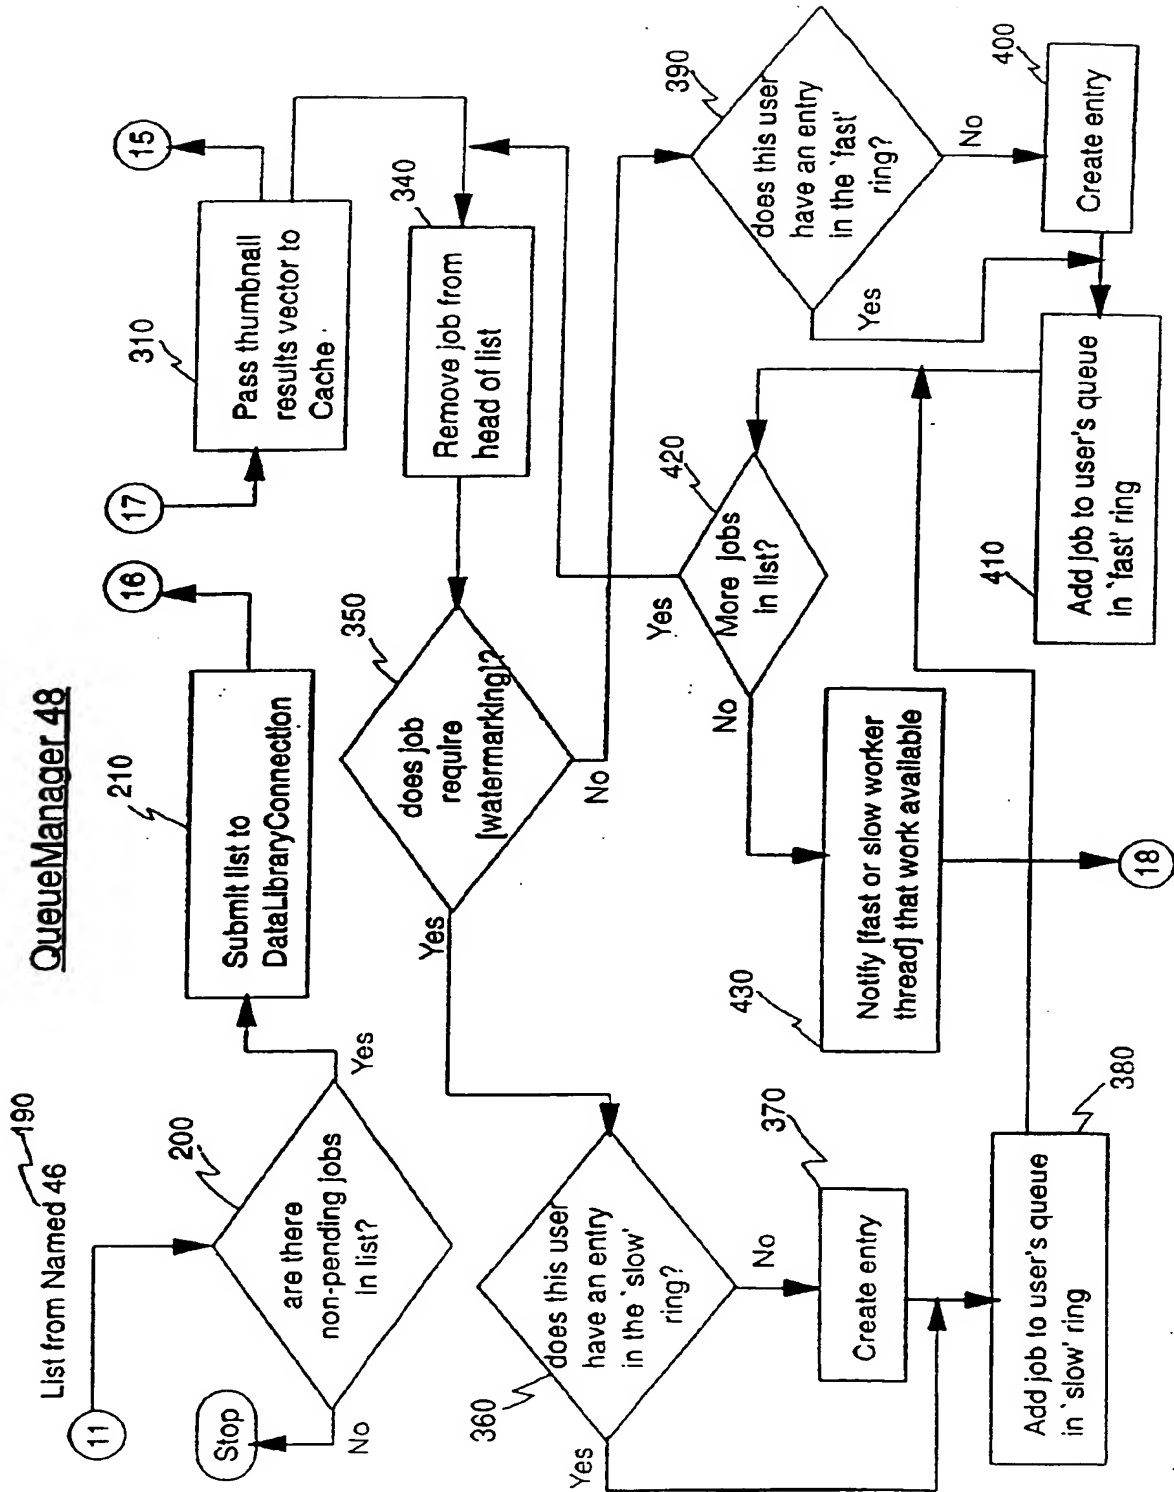 QueueManager 48
List from Named 46
190
11
200
are there
non-pending jobs
in list?
No
Stop
Yes
210
Submit list to
DataLibraryConnection
16
17
310
Pass thumbnail
results vector to
Cache
15
340
Remove job from
head of list
350
does job
require
[watermarking]?
Yes
No
360
does this user
have an entry
in the `slow'
ring?
Yes
No
370
Create entry
380
Add job to user's queue
in `slow' ring
390
does this user
have an entry
in the `fast'
ring?
Yes
No
400
Create entry
410
Add job to user's queue
in `fast' ring
420
More jobs
in list?
Yes
No
430
Notify [fast or slow worker
thread] that work available
18